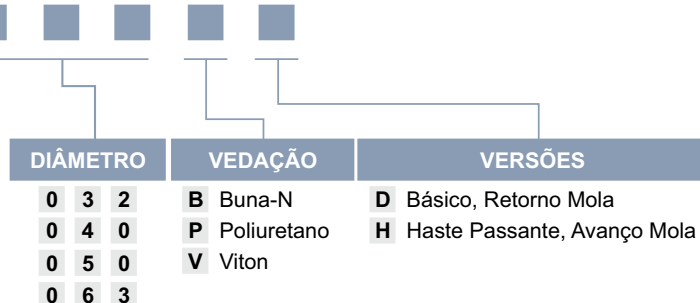 DIÂMETRO VEDAÇÃO VERSÕES
0 3 2 B Buna-N D Básico, Retorno Mola
0 4 0 P Poliuretano H Haste Passante, Avanço Mola
0 5 0 V Viton
0 6 3